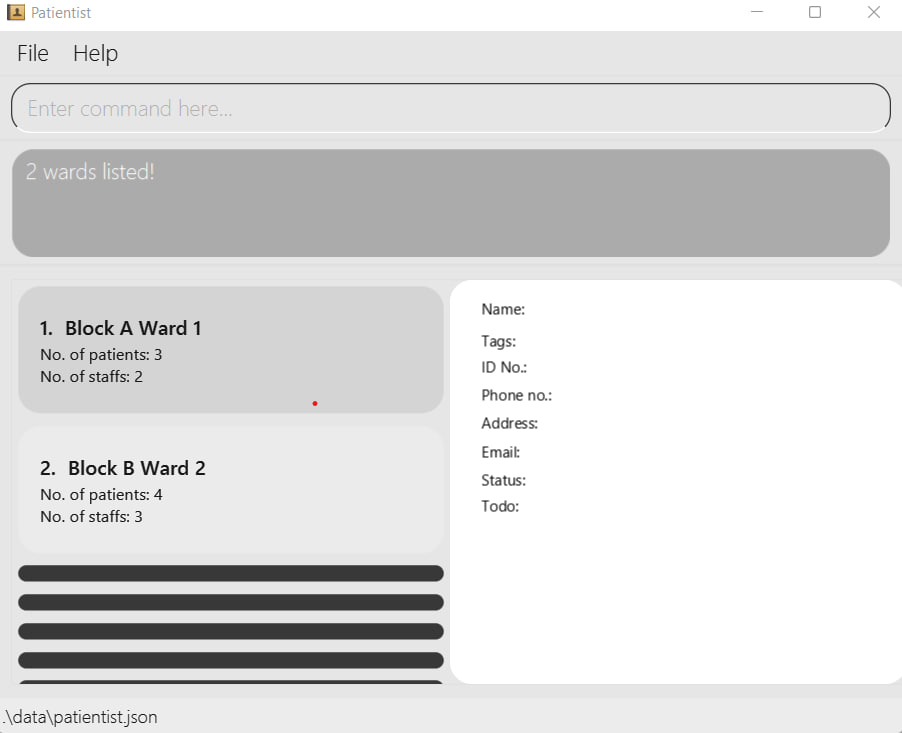 Patientist
File Help
Enter command here...
2 wards listed!
1. Block A Ward 1
No. of patients: 3
No. of staffs: 2
2. Block B Ward 2
No. of patients: 4
No. of staffs: 3
Name:
Tags:
ID No.:
Phone no.:
Address:
Email:
Status:
Todo:
.\data\patientist.json